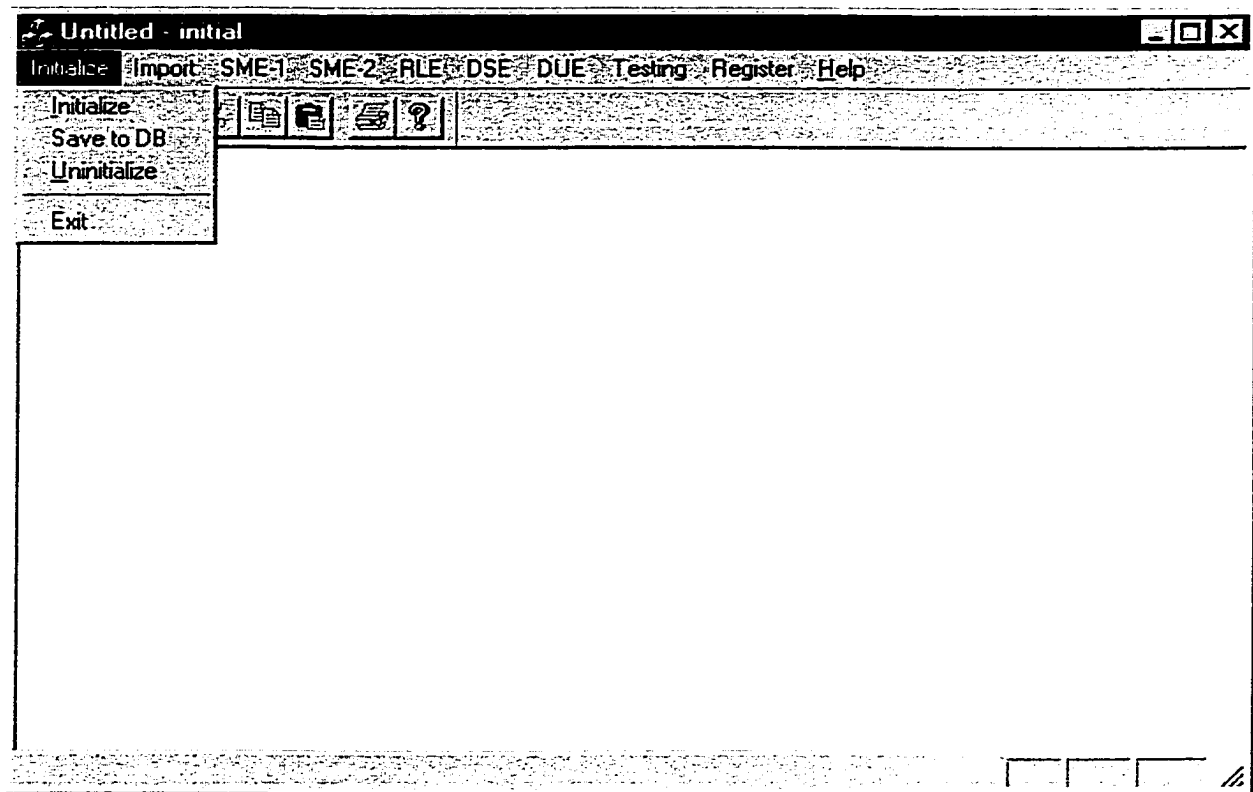 Untitled - initial
Initialize Import SME-1 SME-2 RLE DSE DUE Testing Register Help
Initialize
Save to DB
Uninitialize
Exit